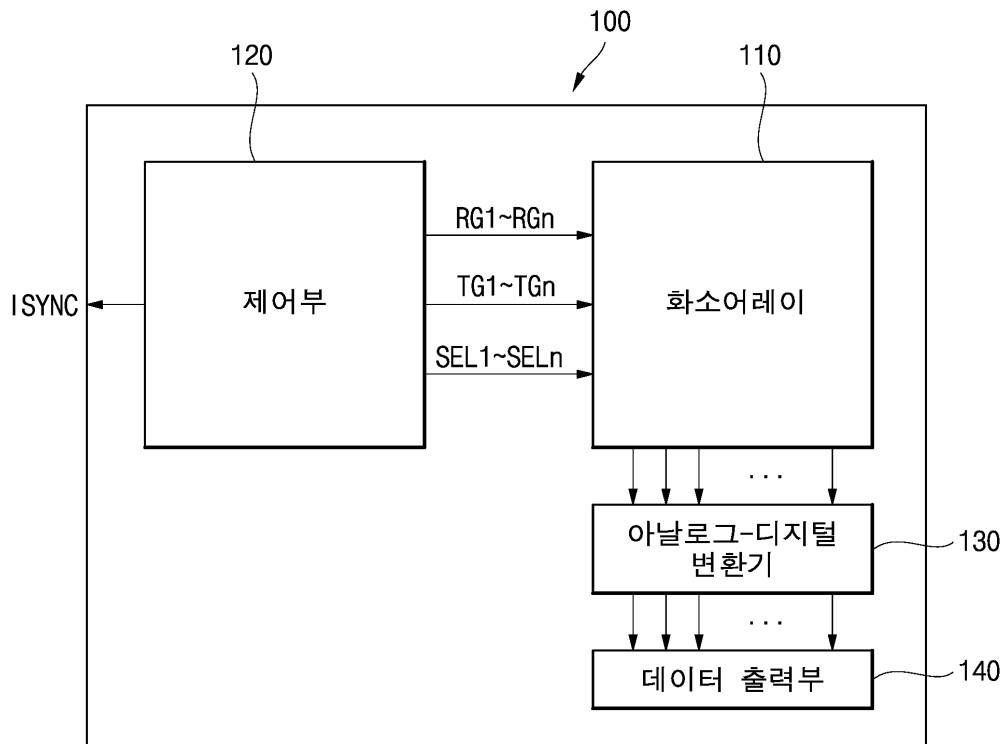 100
120
110
RG1~RGn
TG1~TGn
SEL1~SELn
ISYNC
제어부
화소어레이
...
아날로그-디지털
변환기
130
...
데이터 출력부
140